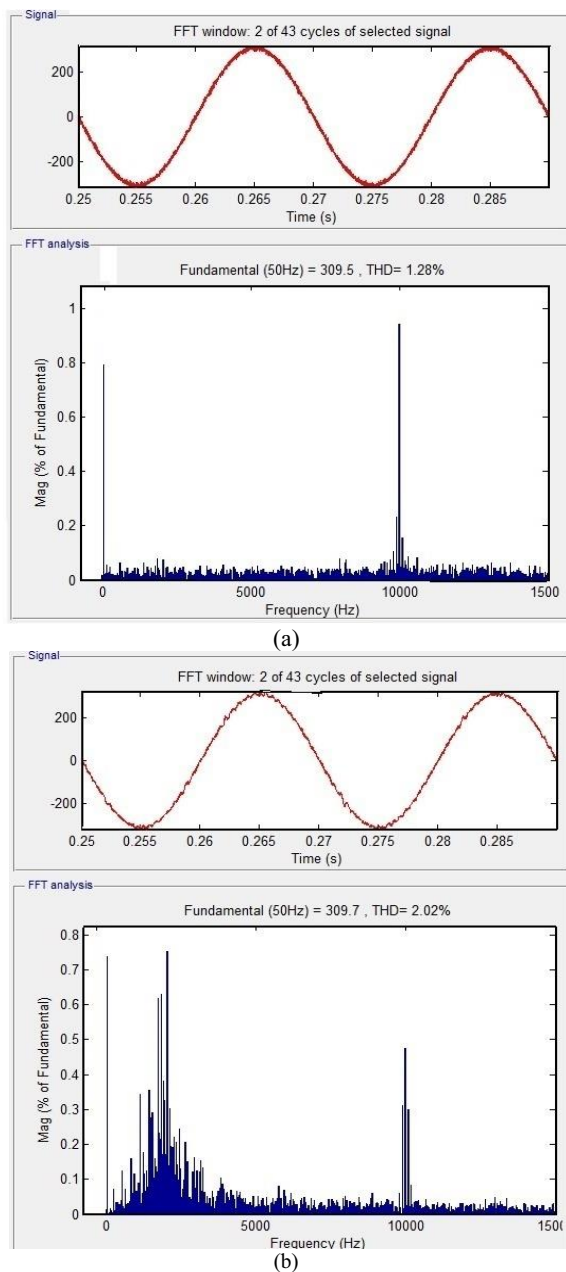 Signal
FFT window: 2 of 43 cycles of selected signal
200
0
-200
0.25 0.255 0.26 0.265 0.27 0.275 0.28 0.285
Time (s)
FFT analysis
Fundamental (50Hz) = 309.5 , THD= 1.28%
1
0.8
0.6
0.4
0.2
0
Mag (% of Fundamental)
0 5000 10000 1500
Frequency (Hz)
(a)
Signal
FFT window: 2 of 43 cycles of selected signal
200
0
-200
0.25 0.255 0.26 0.265 0.27 0.275 0.28 0.285
Time (s)
FFT analysis
Fundamental (50Hz) = 309.7 , THD= 2.02%
0.8
0.7
0.6
0.5
0.4
0.3
0.2
0.1
0
Mag (% of Fundamental)
0 5000 10000 1500
Frequency (Hz)
(b)